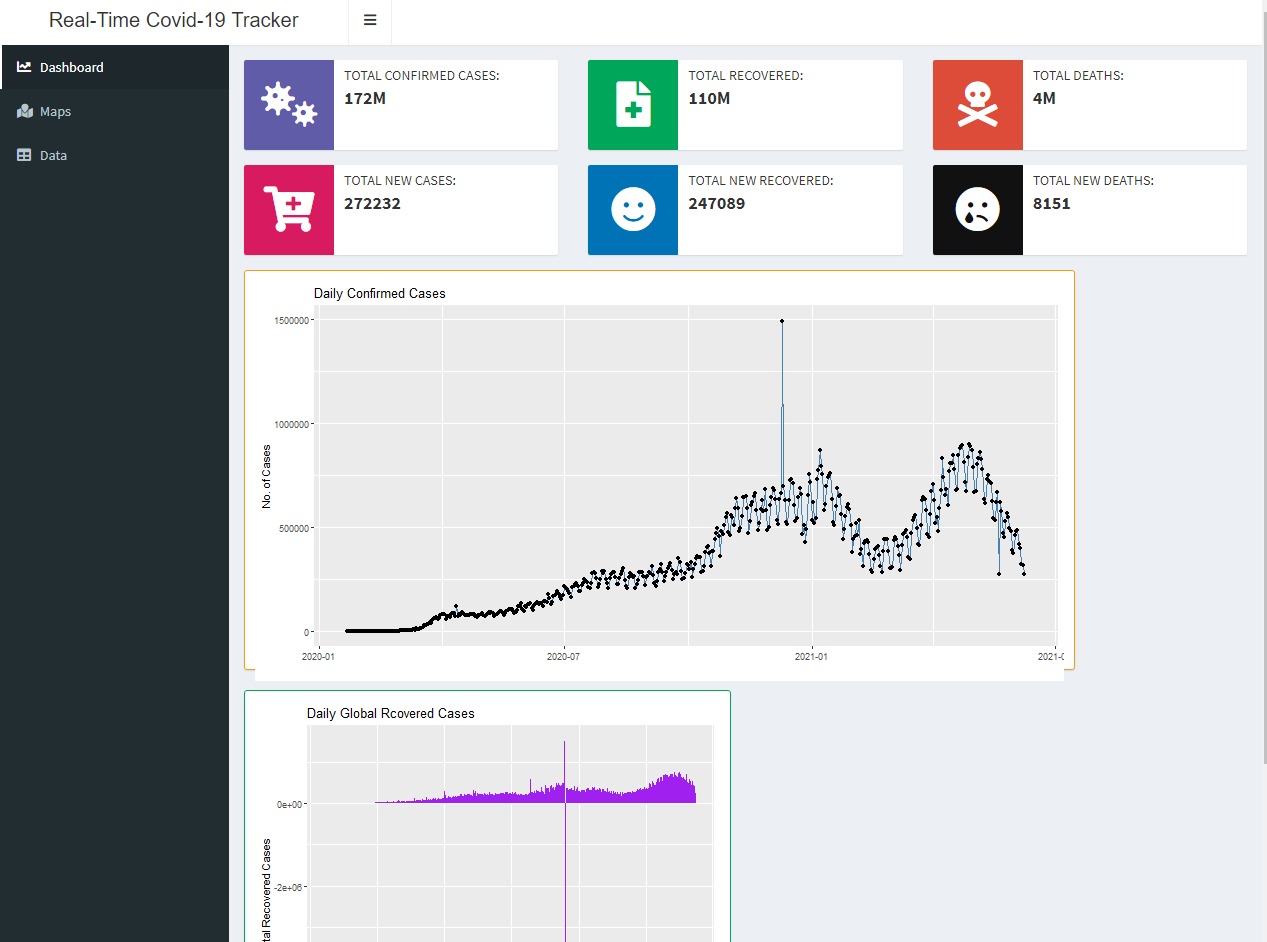 Real-Time Covid-19 Tracker
Dashboard
Maps
Data
TOTAL CONFIRMED CASES:
172M
TOTAL RECOVERED:
110M
TOTAL DEATHS:
4M
TOTAL NEW CASES:
272232
TOTAL NEW RECOVERED:
247089
TOTAL NEW DEATHS:
8151
Daily Confirmed Cases
1500000
1000000
500000
0
No. of Cases
2020-01 2020-07 2021-01 2021-
Daily Global Rcovered Cases
0e+00
-2e+06
Recovered Cases